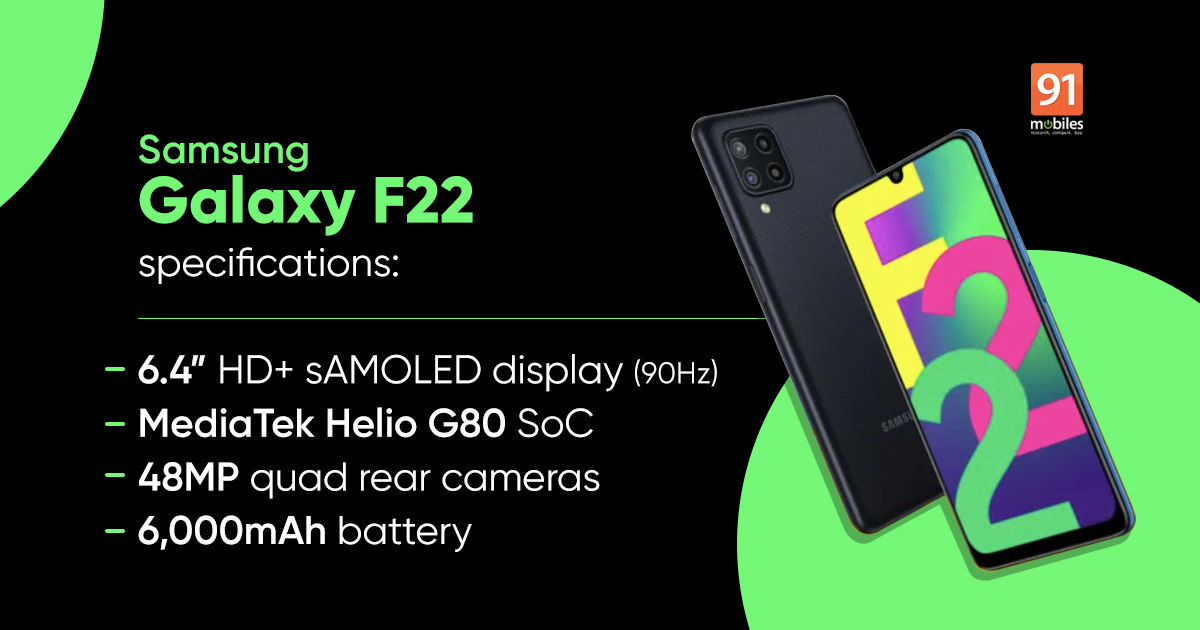 Samsung
Galaxy F22
specifications:
– 6.4” HD+ sAMOLED display (90Hz)
– MediaTek Helio G80 SoC
– 48MP quad rear cameras
– 6,000mAh battery
91
mobiles
research. compare. buy.
SAMS
F22